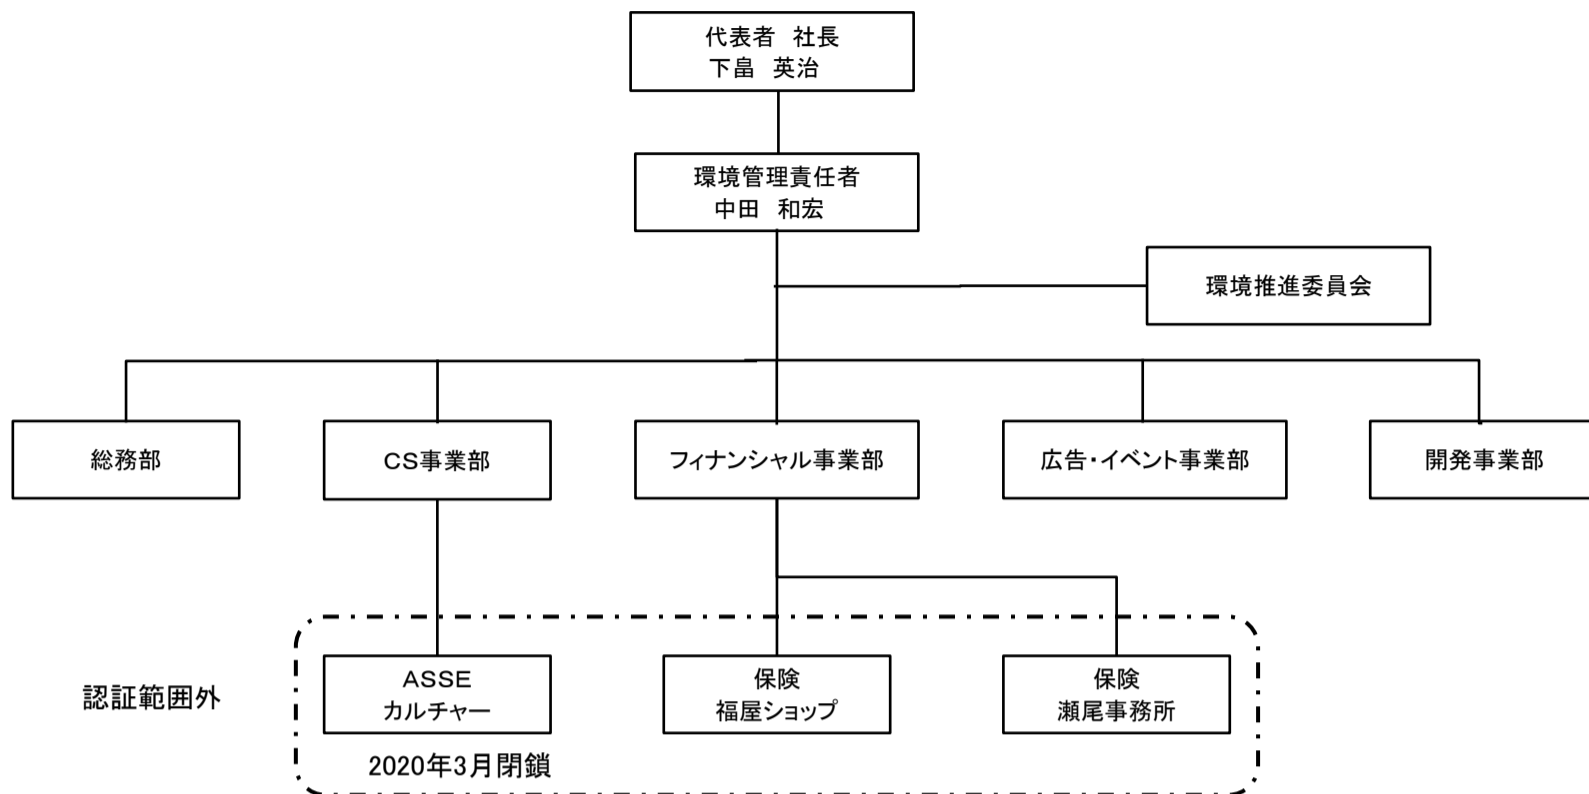 代表者　社長
下畠　英治
環境管理責任者
中田　和宏
環境推進委員会
総務部
CS事業部
フィナンシャル事業部
広告・イベント事業部
開発事業部
認証範囲外
ASSE
カルチャー
保険
福屋ショップ
保険
瀬尾事務所
2020年3月閉鎖